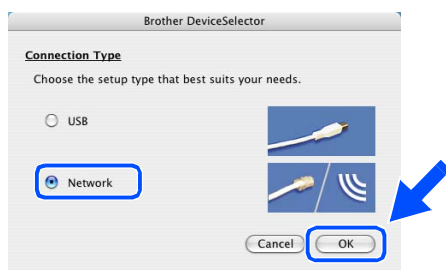 Brother DeviceSelector
Connection Type
Choose the setup type that best suits your needs.
USB
Network
Cancel OK